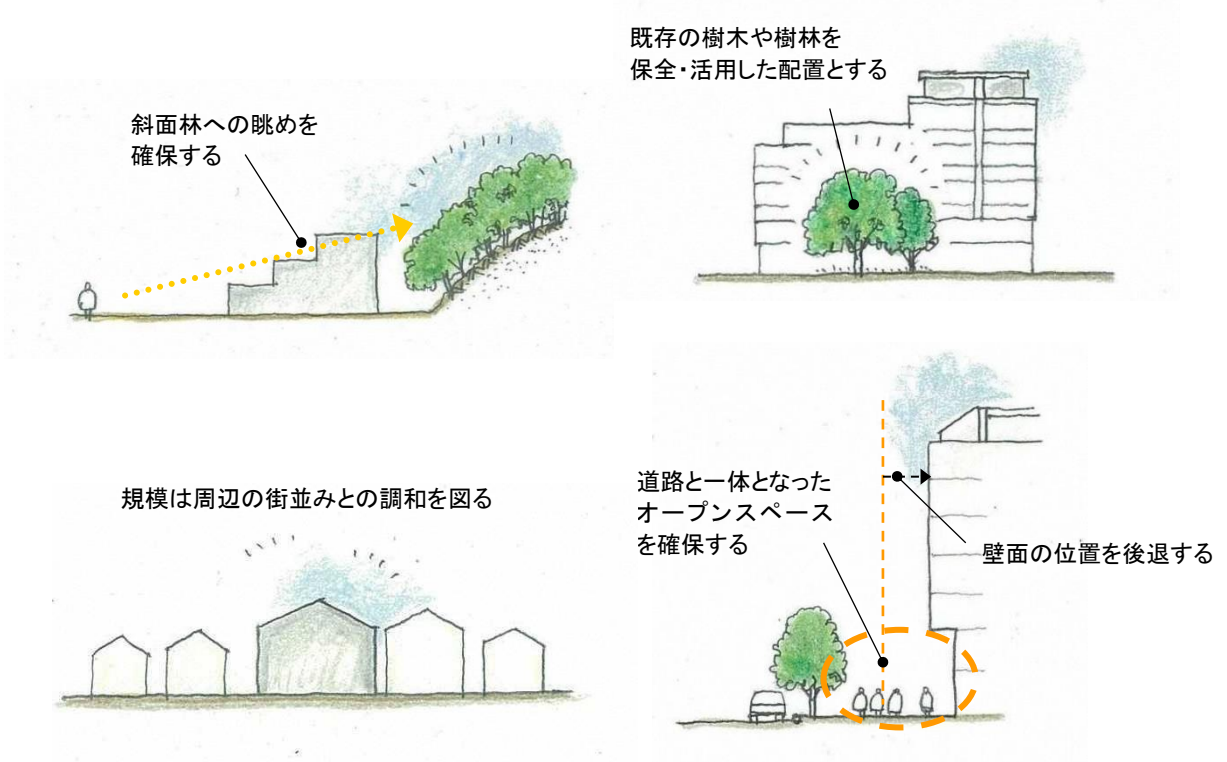 既存の樹木や樹林を
保全・活用した配置とする
斜面林への眺めを
確保する
規模は周辺の街並みとの調和を図る
道路と一体となった
オープンスペース
を確保する
壁面の位置を後退する